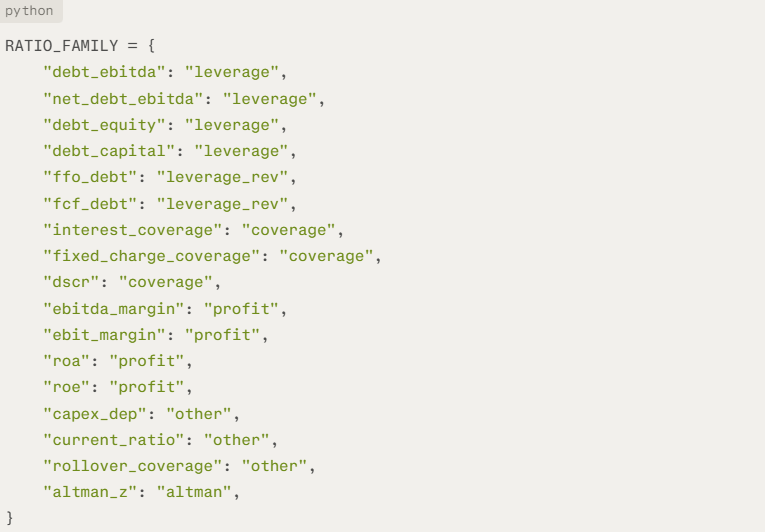 python
RATIO_FAMILY = {
    "debt_ebitda": "leverage",
    "net_debt_ebitda": "leverage",
    "debt_equity": "leverage",
    "debt_capital": "leverage",
    "ffo_debt": "leverage_rev",
    "fcf_debt": "leverage_rev",
    "interest_coverage": "coverage",
    "fixed_charge_coverage": "coverage",
    "dscr": "coverage",
    "ebitda_margin": "profit",
    "ebit_margin": "profit",
    "roa": "profit",
    "roe": "profit",
    "capex_dep": "other",
    "current_ratio": "other",
    "rollover_coverage": "other",
    "altman_z": "altman",
}